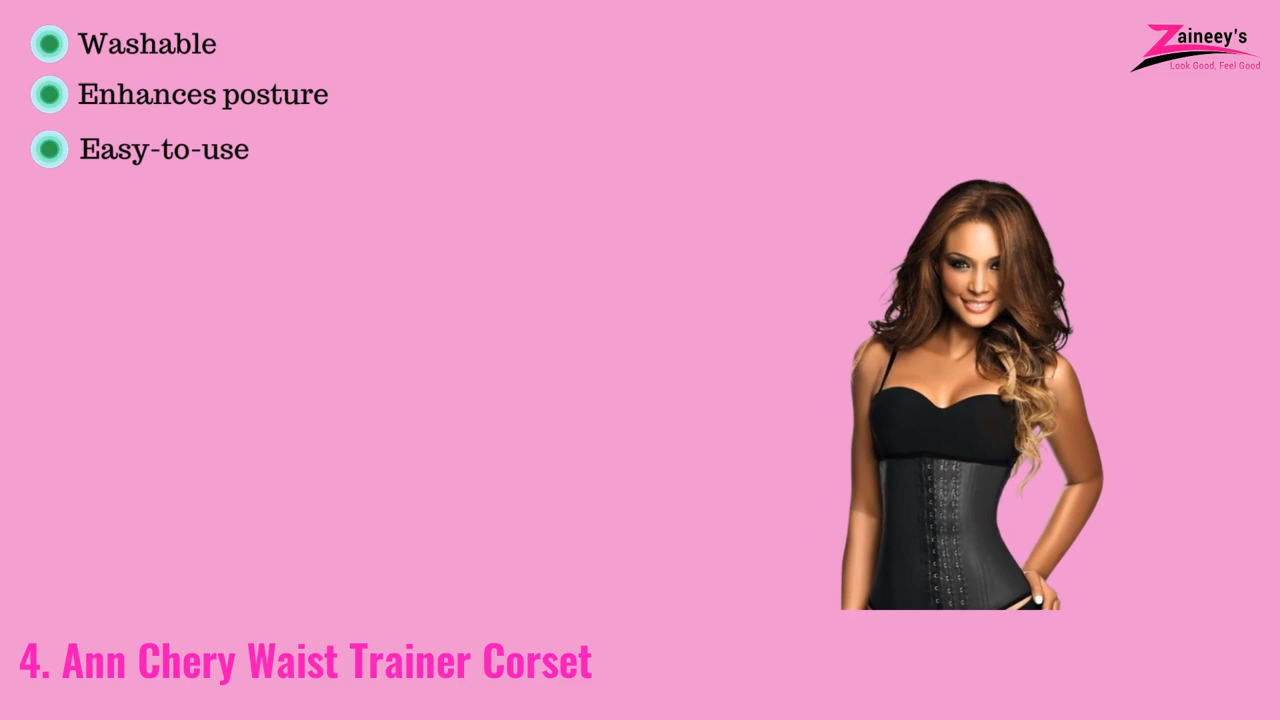 Washable
Enhances posture
Easy-to-use
Zaineey's
Look Good, Feel Good
4. Ann Chery Waist Trainer Corset